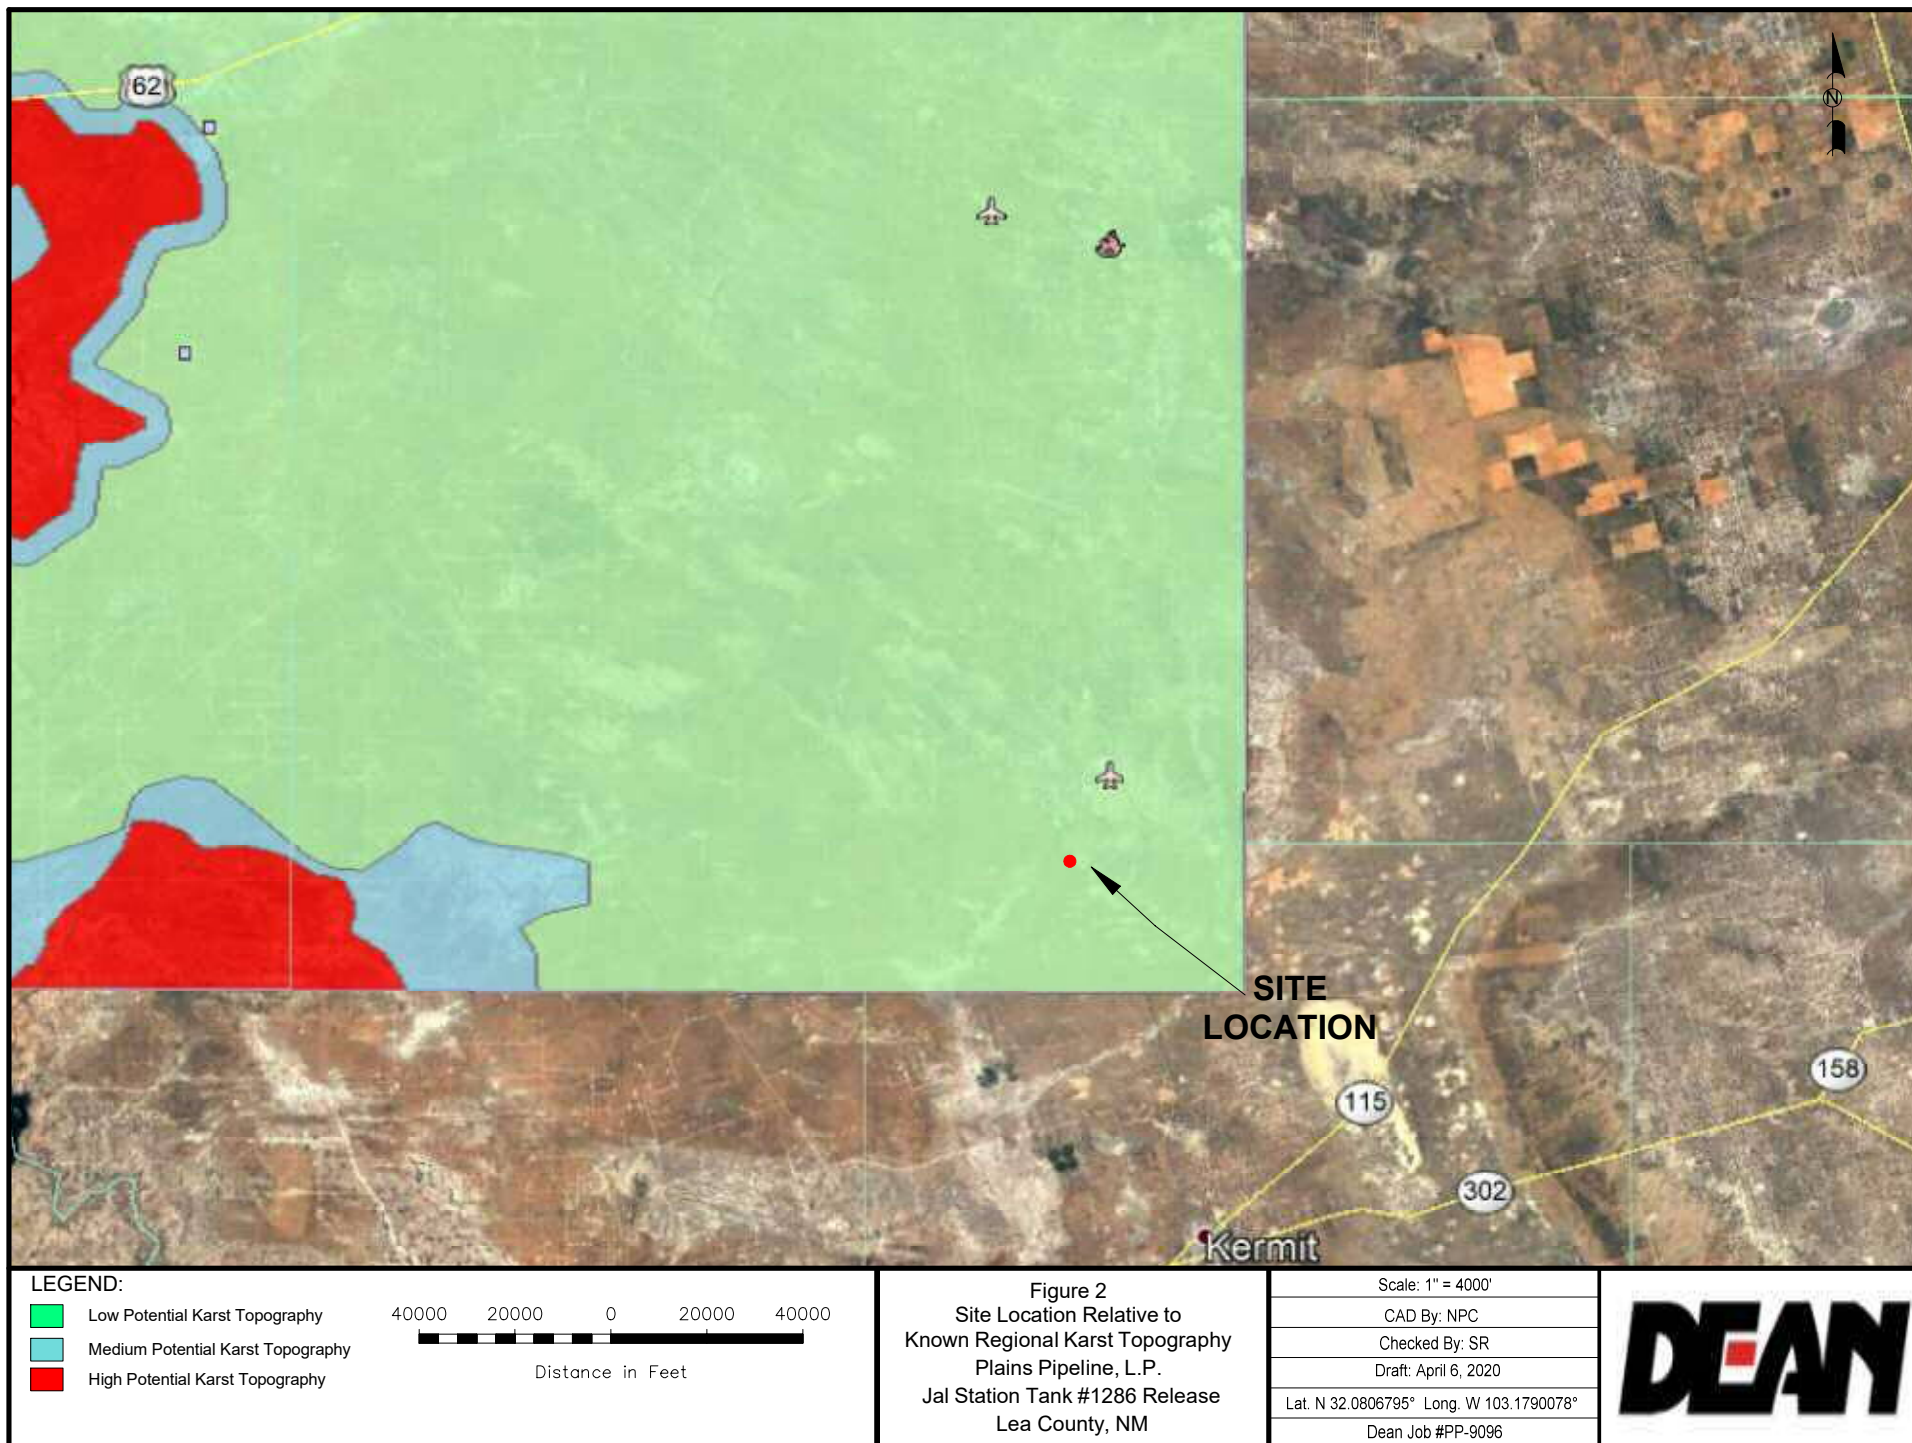 62
N
SITE
LOCATION
115
158
302
Kermit
LEGEND:
Low Potential Karst Topography
Medium Potential Karst Topography
High Potential Karst Topography
40000 20000 0 20000 40000
Distance in Feet
Figure 2
Site Location Relative to
Known Regional Karst Topography
Plains Pipeline, L.P.
Jal Station Tank #1286 Release
Lea County, NM
Scale: 1" = 4000'
CAD By: NPC
Checked By: SR
Draft: April 6, 2020
Lat. N 32.0806795° Long. W 103.1790078°
Dean Job #PP-9096
DEAN